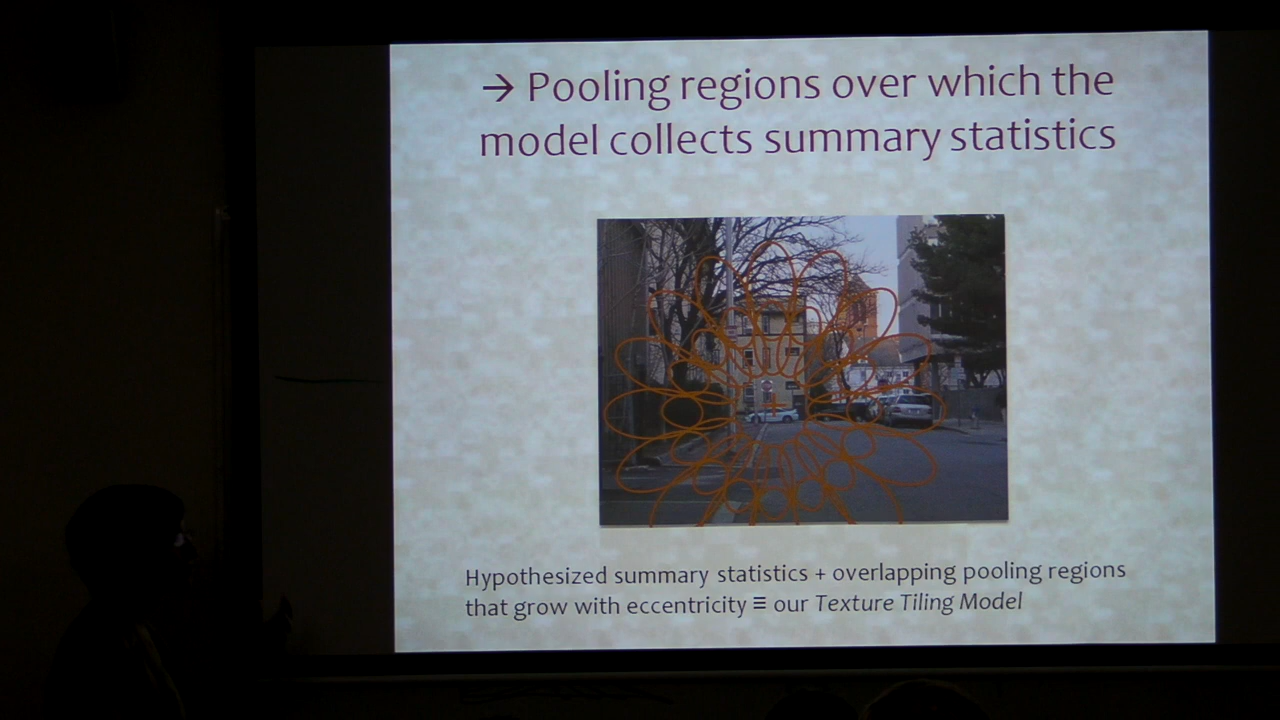 → Pooling regions over which the
model collects summary statistics
Hypothesized summary statistics + overlapping pooling regions
that grow with eccentricity ≡ our Texture Tiling Model